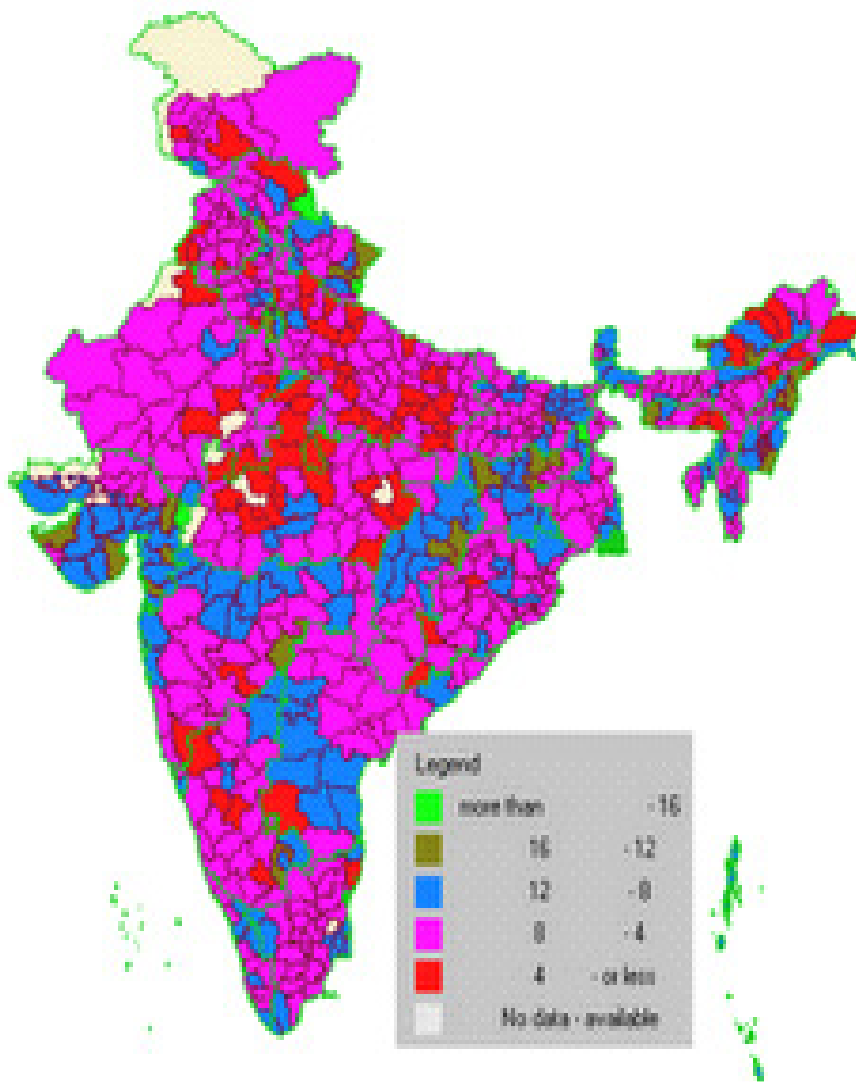 Legend
more than - 16
16 - 12
12 - 8
8 - 4
4 - or less
No data - available